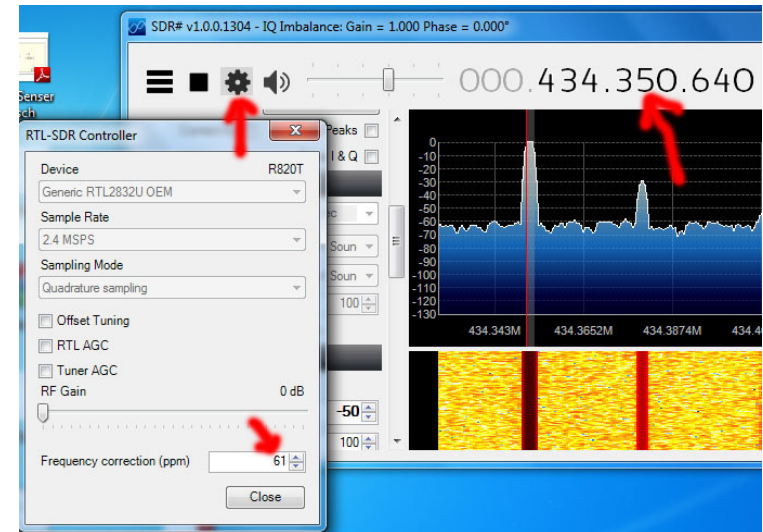 SDR# v1.0.0.1304 - IQ Imbalance: Gain = 1.000 Phase = 0.000°
000.434.350.640
Senser
RTL-SDR Controller
Peaks
Device R820T
I & Q
Generic RTL2832U OEM
Sample Rate
2.4 MSPS
Soun
Sampling Mode
Soun
Quadrature sampling
100
Offset Tuning
RTL AGC
Tuner AGC
RF Gain 0 dB
-50
100
Frequency correction (ppm) 61
Close
0
-10
-20
-30
-40
-50
-60
-70
-80
-90
-100
-110
-120
-130
434.343M 434.3652M 434.3874M